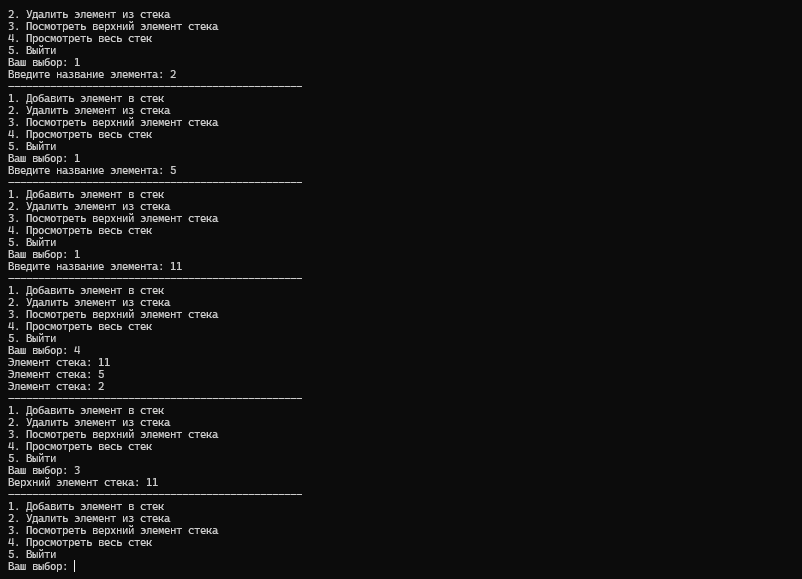 2. Удалить элемент из стека
3. Посмотреть верхний элемент стека
4. Просмотреть весь стек
5. Выйти
Ваш выбор: 1
Введите название элемента: 2
-------------------------------------------------
1. Добавить элемент в стек
2. Удалить элемент из стека
3. Посмотреть верхний элемент стека
4. Просмотреть весь стек
5. Выйти
Ваш выбор: 1
Введите название элемента: 5
-------------------------------------------------
1. Добавить элемент в стек
2. Удалить элемент из стека
3. Посмотреть верхний элемент стека
4. Просмотреть весь стек
5. Выйти
Ваш выбор: 1
Введите название элемента: 11
-------------------------------------------------
1. Добавить элемент в стек
2. Удалить элемент из стека
3. Посмотреть верхний элемент стека
4. Просмотреть весь стек
5. Выйти
Ваш выбор: 4
Элемент стека: 11
Элемент стека: 5
Элемент стека: 2
-------------------------------------------------
1. Добавить элемент в стек
2. Удалить элемент из стека
3. Посмотреть верхний элемент стека
4. Просмотреть весь стек
5. Выйти
Ваш выбор: 3
Верхний элемент стека: 11
-------------------------------------------------
1. Добавить элемент в стек
2. Удалить элемент из стека
3. Посмотреть верхний элемент стека
4. Просмотреть весь стек
5. Выйти
Ваш выбор: